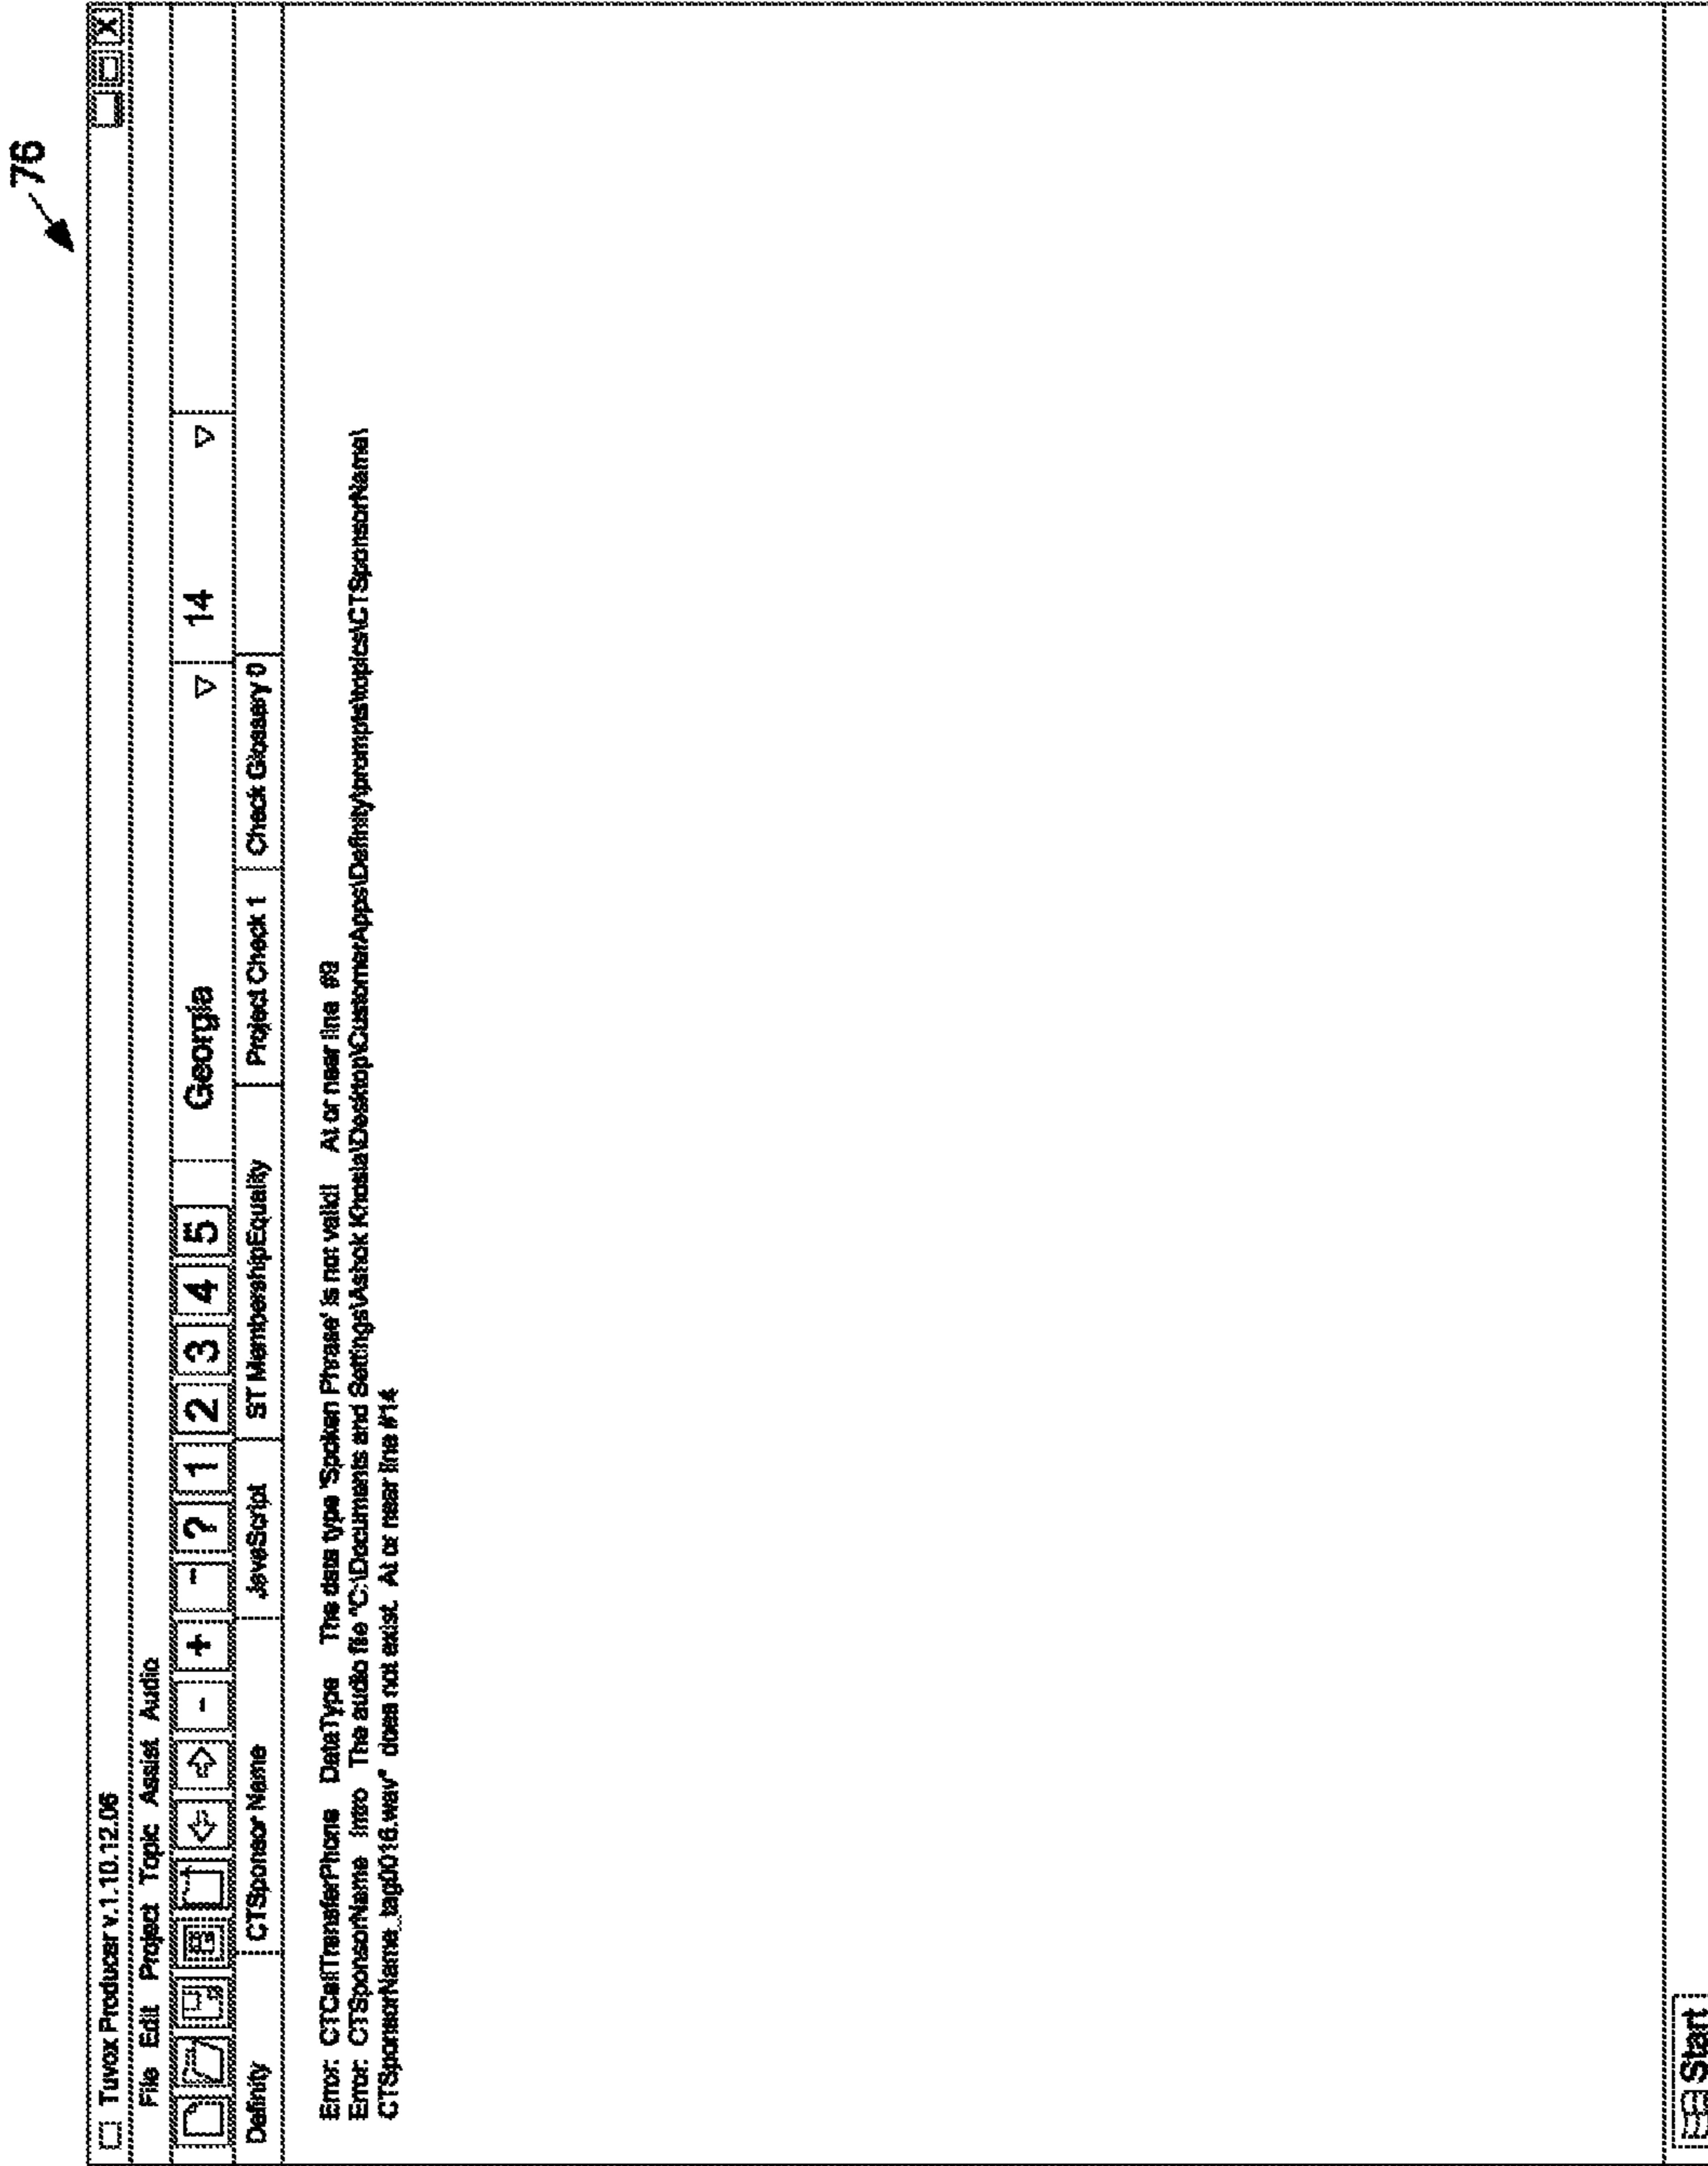 76
Tuvox Producer v.1.10.12.06
File Edit Project Topic Assist Audio
- + - ? 1 2 3 4 5 Georgia 14
Definity CTSponsor Name JavaScript ST MembershipEquality Project Check 1 Check Glossary 0
Error: CTCallTransferPhone DataType The data type 'Spoken Phrase' is not valid! At or near line #9
Error: CTSponsorName Intro The audio file "C:\Documents and Settings\Ashok Khosla\Desktop\CustomerApps\Definity\prompts\topics\CTSponsorName\
CTSponsorName_tag0016.wav" does not exist. At or near line #14
Start